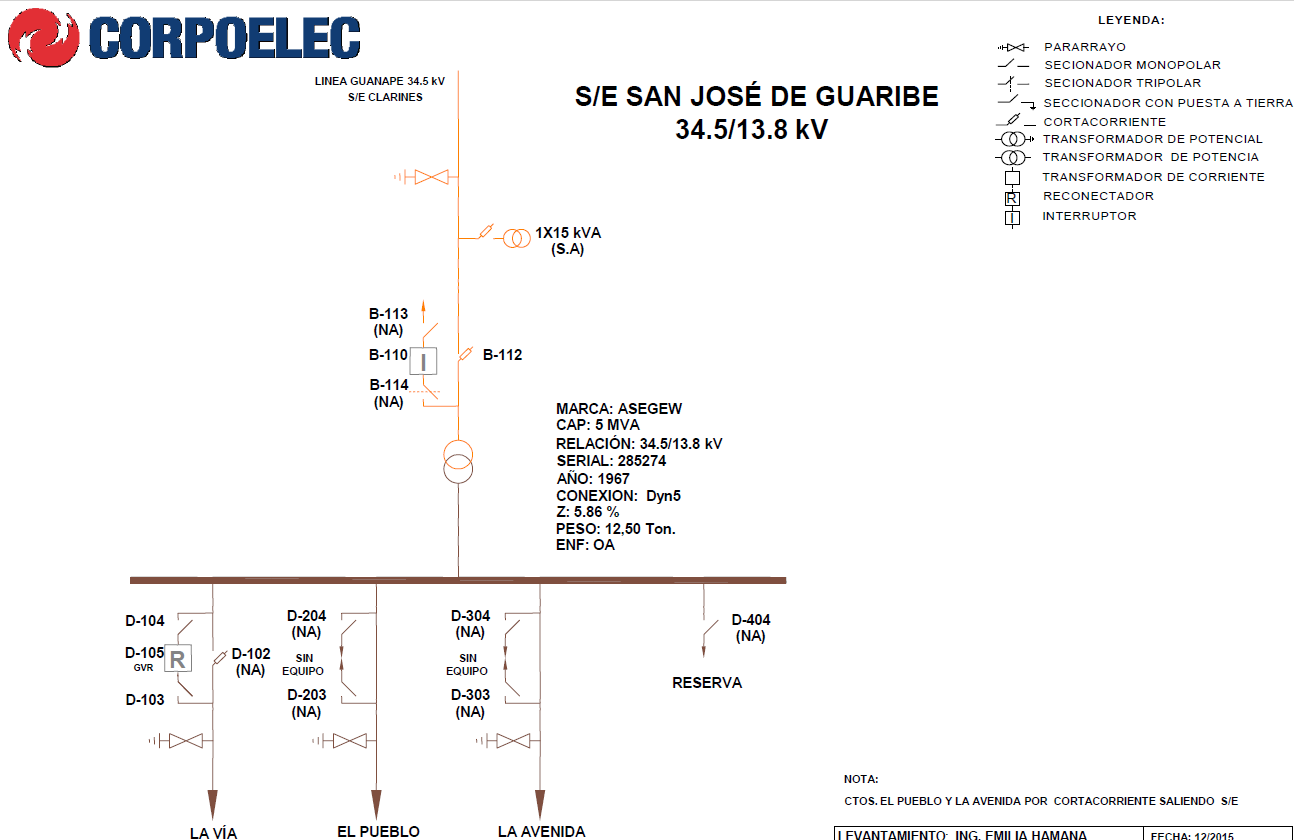 CORPOELEC
LINEA GUANAPE 34.5 kV
S/E CLARINES
S/E SAN JOSÉ DE GUARIBE
34.5/13.8 kV
LEYENDA:
PARARRAYO
SECIONADOR MONOPOLAR
SECIONADOR TRIPOLAR
SECCIONADOR CON PUESTA A TIERRA
CORTACORRIENTE
TRANSFORMADOR DE POTENCIAL
TRANSFORMADOR DE POTENCIA
TRANSFORMADOR DE CORRIENTE
R RECONECTADOR
I INTERRUPTOR
1X15 kVA
(S.A)
B-113
(NA)
B-110
I
B-112
B-114
(NA)
MARCA: ASEGEW
CAP: 5 MVA
RELACIÓN: 34.5/13.8 kV
SERIAL: 285274
AÑO: 1967
CONEXION: Dyn5
Z: 5.86 %
PESO: 12,50 Ton.
ENF: OA
D-104
D-105
GVR
R
D-102
(NA)
D-103
D-204
(NA)
SIN
EQUIPO
D-203
(NA)
D-304
(NA)
SIN
EQUIPO
D-303
(NA)
D-404
(NA)
RESERVA
LA VÍA
EL PUEBLO
LA AVENIDA
NOTA:
CTOS. EL PUEBLO Y LA AVENIDA POR CORTACORRIENTE SALIENDO S/E
LEVANTAMIENTO: ING. EMILIA HAMANA
FECHA: 12/2015